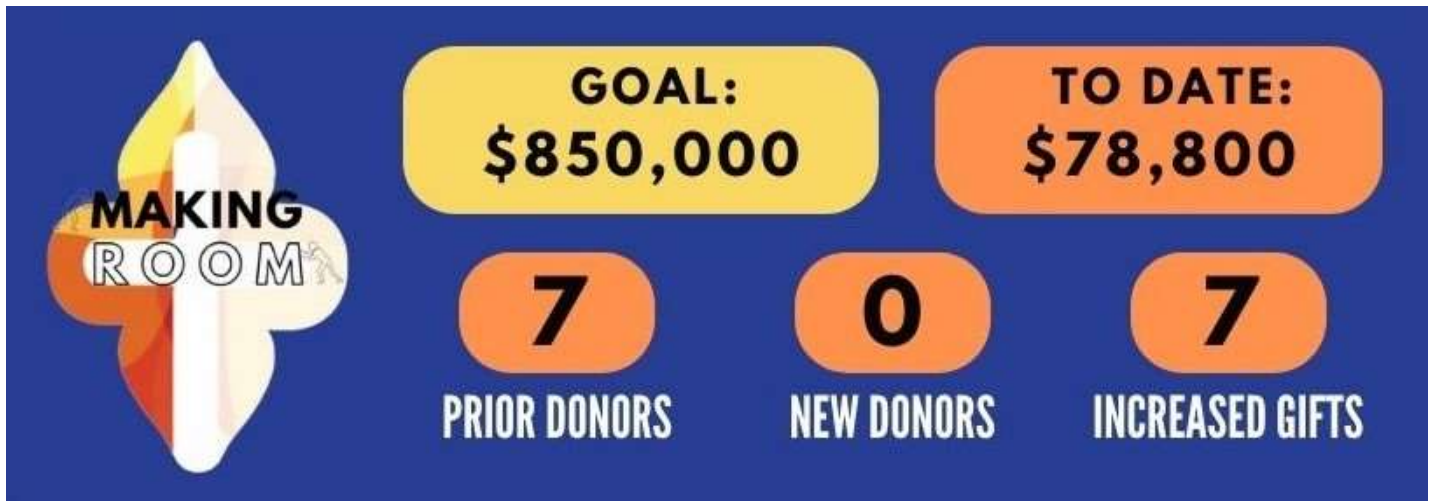 MAKING
ROOM
GOAL:
$850,000
TO DATE:
$78,800
7
PRIOR DONORS
0
NEW DONORS
7
INCREASED GIFTS